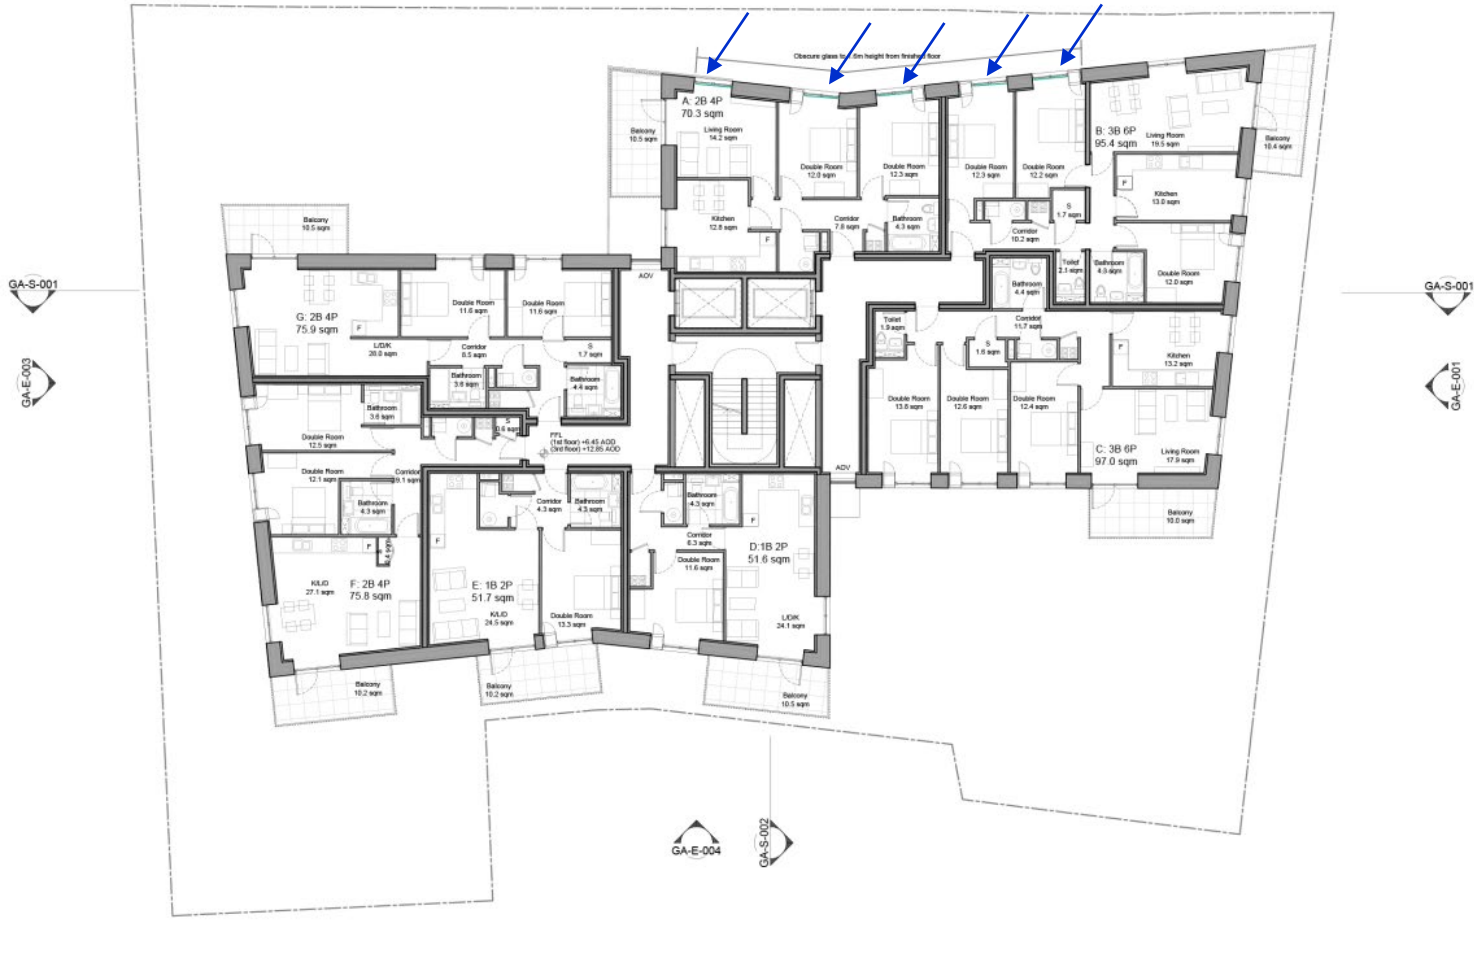 Obscure glass to 1.6m height from finished floor
A: 2B 4P
70.3 sqm
Living Room
14.2 sqm
Balcony
10.5 sqm
Double Room
12.0 sqm
Double Room
12.3 sqm
Double Room
12.3 sqm
Double Room
12.2 sqm
B: 3B 6P
95.4 sqm
Living Room
19.5 sqm
Balcony
10.4 sqm
Kitchen
12.8 sqm
F
Corridor
7.8 sqm
Bathroom
4.3 sqm
S
1.7 sqm
Corridor
10.2 sqm
F
Kitchen
13.0 sqm
Toilet
2.1 sqm
Bathroom
4.3 sqm
Double Room
12.0 sqm
Balcony
10.5 sqm
AOV
GA-S-001
GA-S-001
G: 2B 4P
75.9 sqm
F
L/D/K
28.0 sqm
Double Room
11.6 sqm
Double Room
11.6 sqm
Corridor
8.5 sqm
S
1.7 sqm
Bathroom
3.6 sqm
Bathroom
4.4 sqm
GA-E-003
Bathroom
4.4 sqm
Toilet
1.9 sqm
Corridor
11.7 sqm
S
1.6 sqm
F
Kitchen
13.2 sqm
GA-E-001
Double Room
13.8 sqm
Double Room
12.6 sqm
Double Room
12.4 sqm
C: 3B 6P
97.0 sqm
Living Room
17.9 sqm
AOV
Balcony
10.0 sqm
Bathroom
3.6 sqm
Double Room
12.5 sqm
S
0.6 sqm
FFL
(1st floor) +6.45 AOD
(3rd floor) +12.85 AOD
Double Room
12.1 sqm
Corridor
Bathroom
4.3 sqm
F
K/L/D
27.1 sqm
F: 2B 4P
75.8 sqm
Corridor
4.3 sqm
Bathroom
4.3 sqm
F
E: 1B 2P
51.7 sqm
K/L/D
24.5 sqm
Double Room
13.3 sqm
Bathroom
4.3 sqm
F
Corridor
6.3 sqm
D:1B 2P
51.6 sqm
Double Room
11.6 sqm
L/D/K
24.1 sqm
Balcony
10.2 sqm
Balcony
10.2 sqm
Balcony
10.5 sqm
GA-E-004
GA-S-002